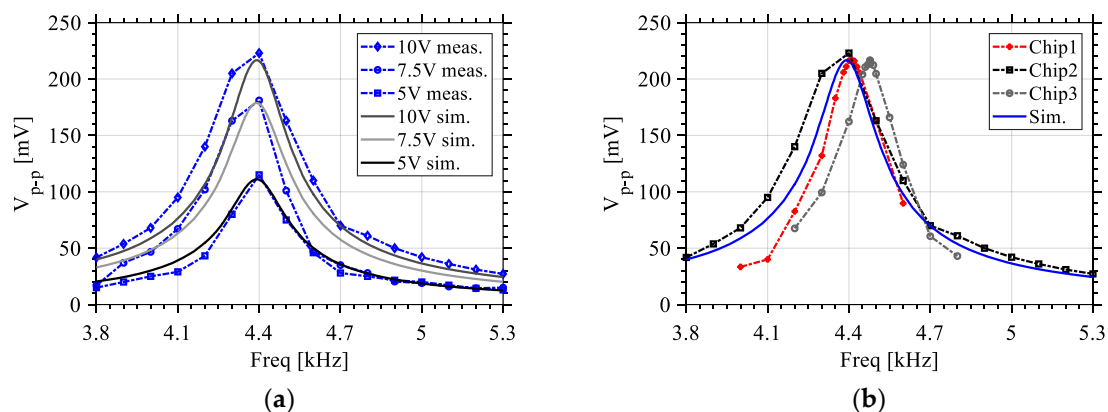 250
200
150
100
50
0
V p-p [mV]
3.8 4.1 4.4 4.7 5 5.3
Freq [kHz]
10V meas.
7.5V meas.
5V meas.
10V sim.
7.5V sim.
5V sim.
(a)
250
200
150
100
50
0
V p-p [mV]
3.8 4.1 4.4 4.7 5 5.3
Freq [kHz]
Chip1
Chip2
Chip3
Sim.
(b)